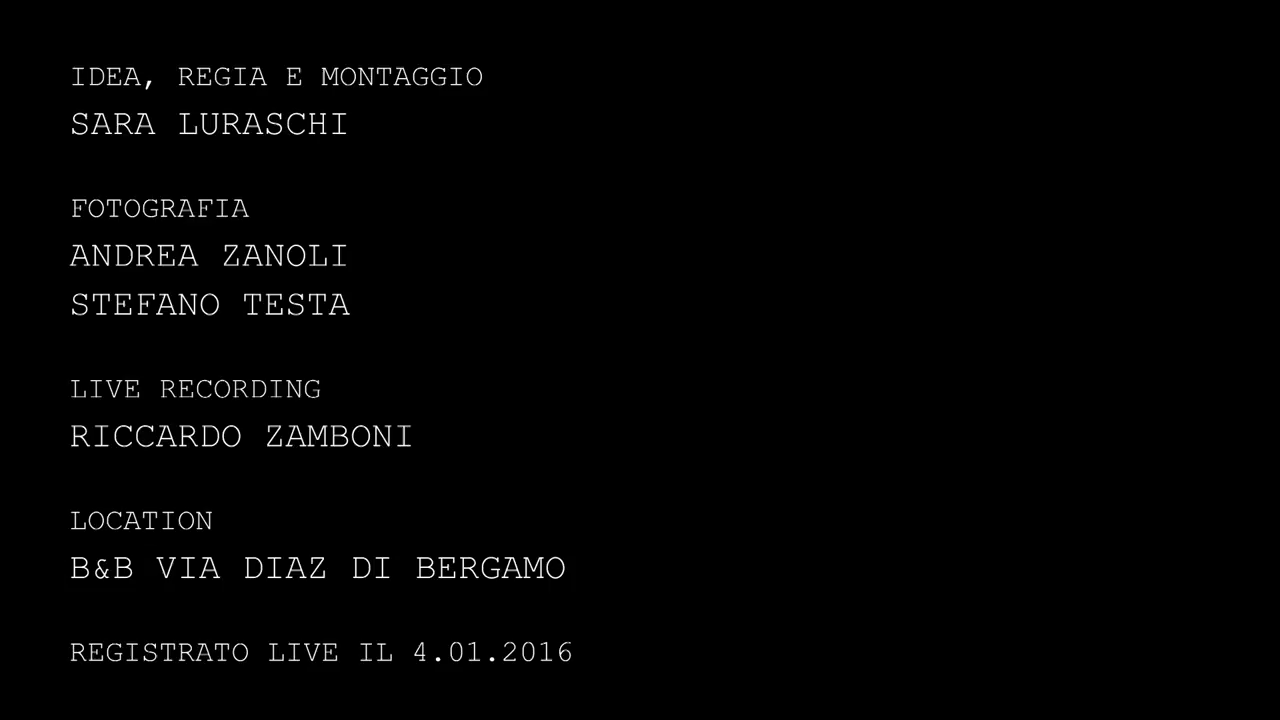 IDEA, REGIA E MONTAGGIO
SARA LURASCHI
FOTOGRAFIA
ANDREA ZANOLI
STEFANO TESTA
LIVE RECORDING
RICCARDO ZAMBONI
LOCATION
B&B VIA DIAZ DI BERGAMO
REGISTRATO LIVE IL 4.01.2016